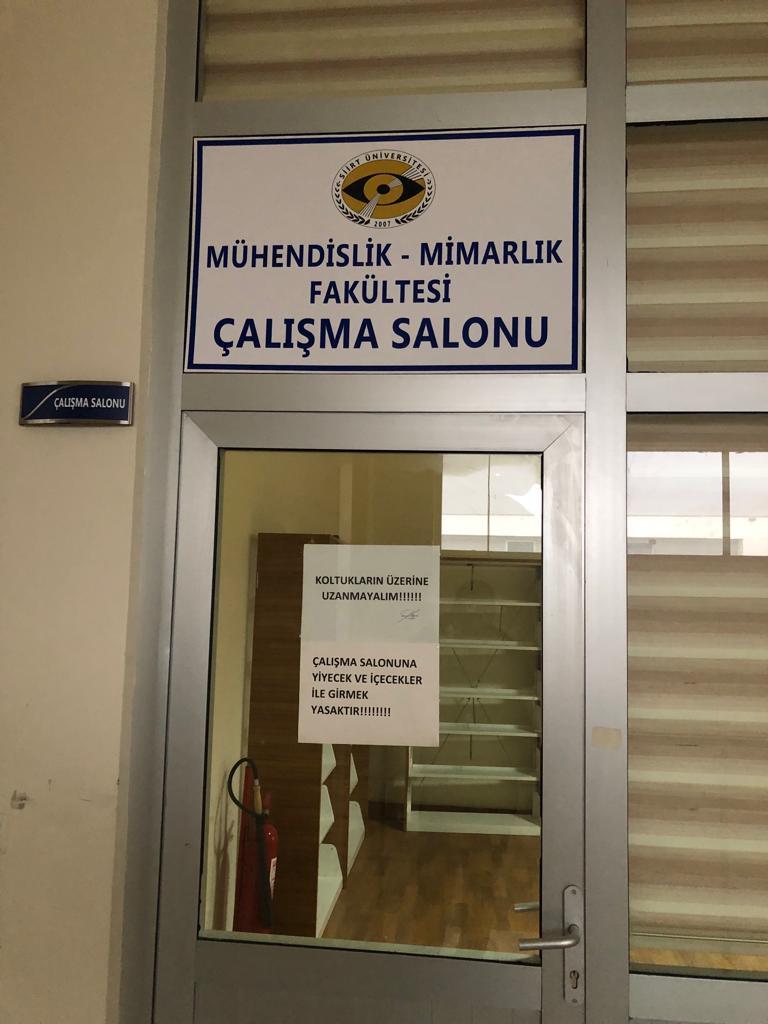 SİİRT ÜNİVERSİTESİ
2007
MÜHENDİSLİK - MİMARLIK
FAKÜLTESİ
ÇALIŞMA SALONU
ÇALIŞMA SALONU
KOLTUKLARIN ÜZERİNE
UZANMAYALIM!!!!!!
ÇALIŞMA SALONUNA
YİYECEK VE İÇECEKLER
İLE GİRMEK
YASAKTIR!!!!!!!!